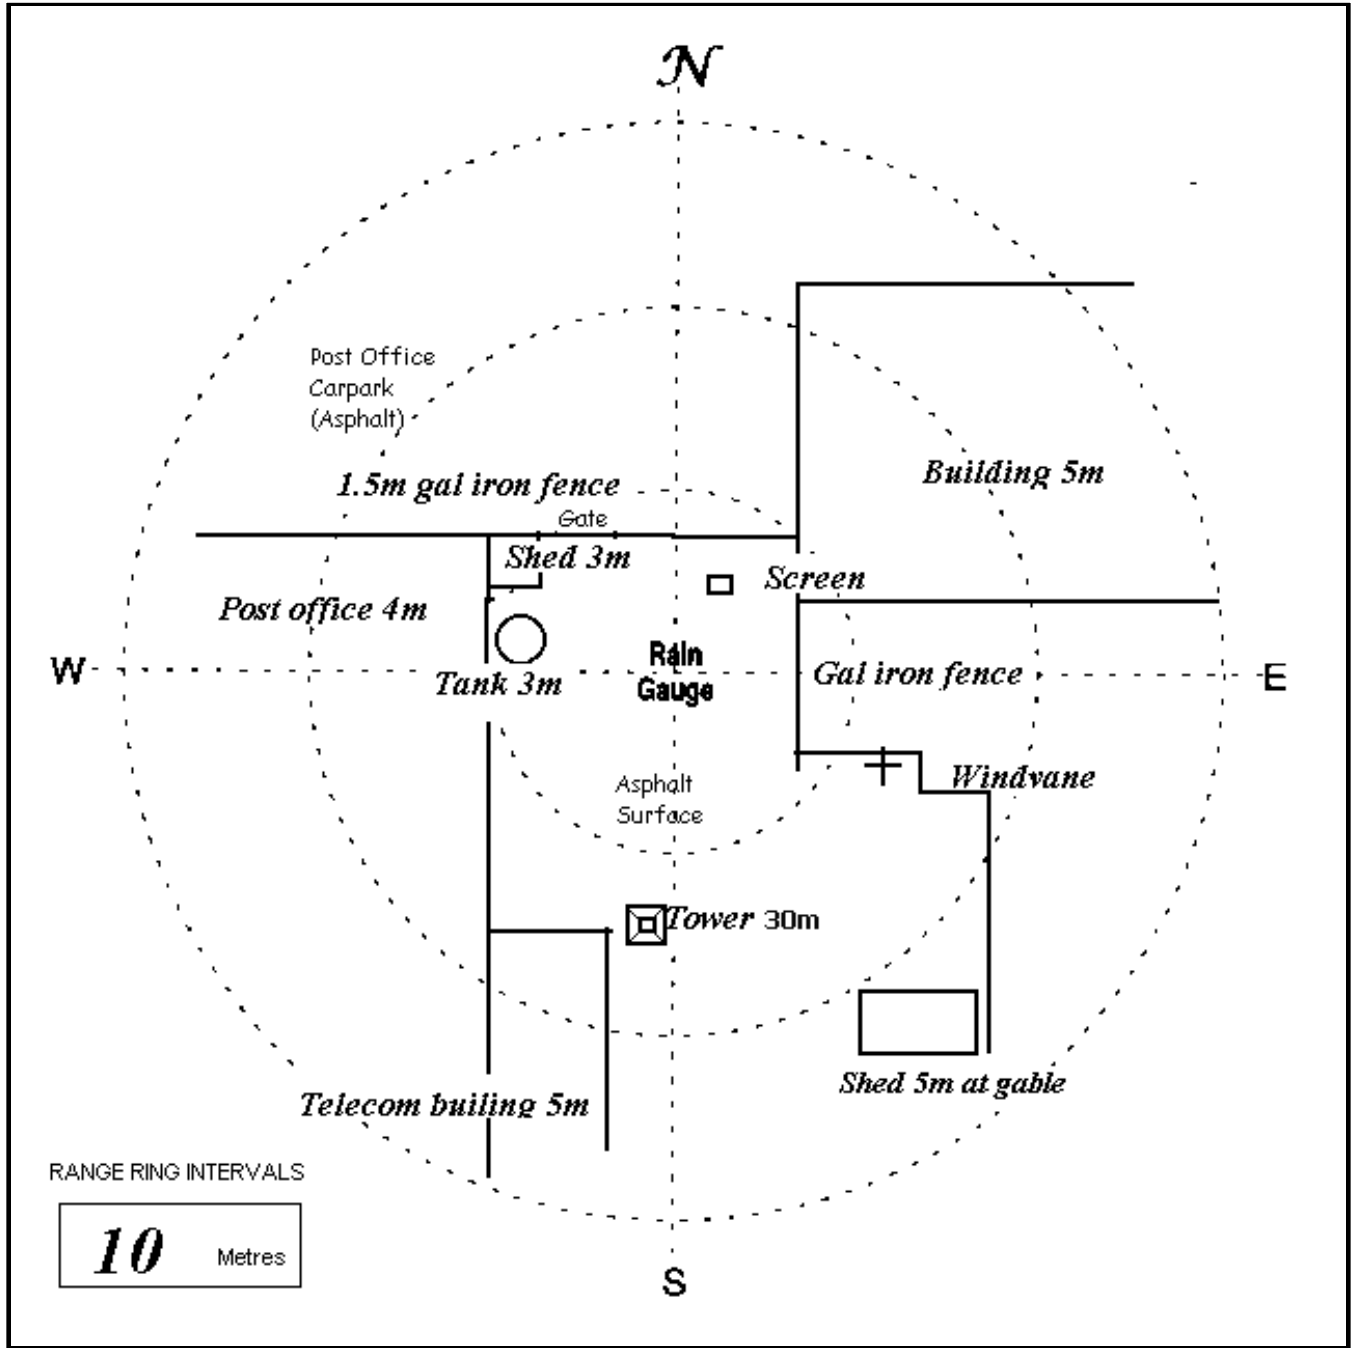 N
Post Office
Carpark
(Asphalt)
1.5m gal iron fence
Building 5m
Gate
Shed 3m
Screen
Post office 4m
Rain
Gauge
W
Tank 3m
Gal iron fence
E
Asphalt
Surface
Windvane
Tower 30m
Shed 5m at gable
Telecom builing 5m
RANGE RING INTERVALS
10 Metres
S